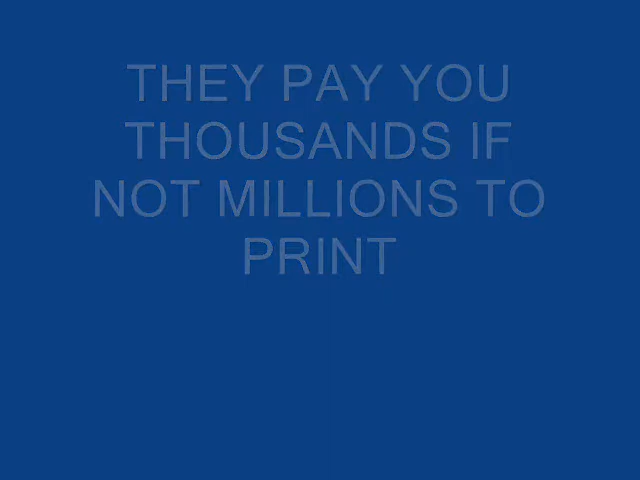 THEY PAY YOU
THOUSANDS IF
NOT MILLIONS TO
PRINT